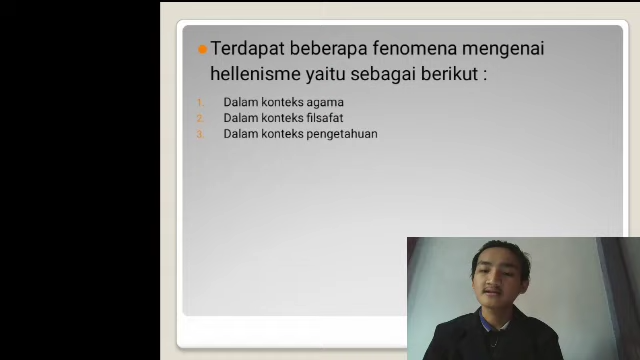 Terdapat beberapa fenomena mengenai
hellenisme yaitu sebagai berikut :
1. Dalam konteks agama
2. Dalam konteks filsafat
3. Dalam konteks pengetahuan